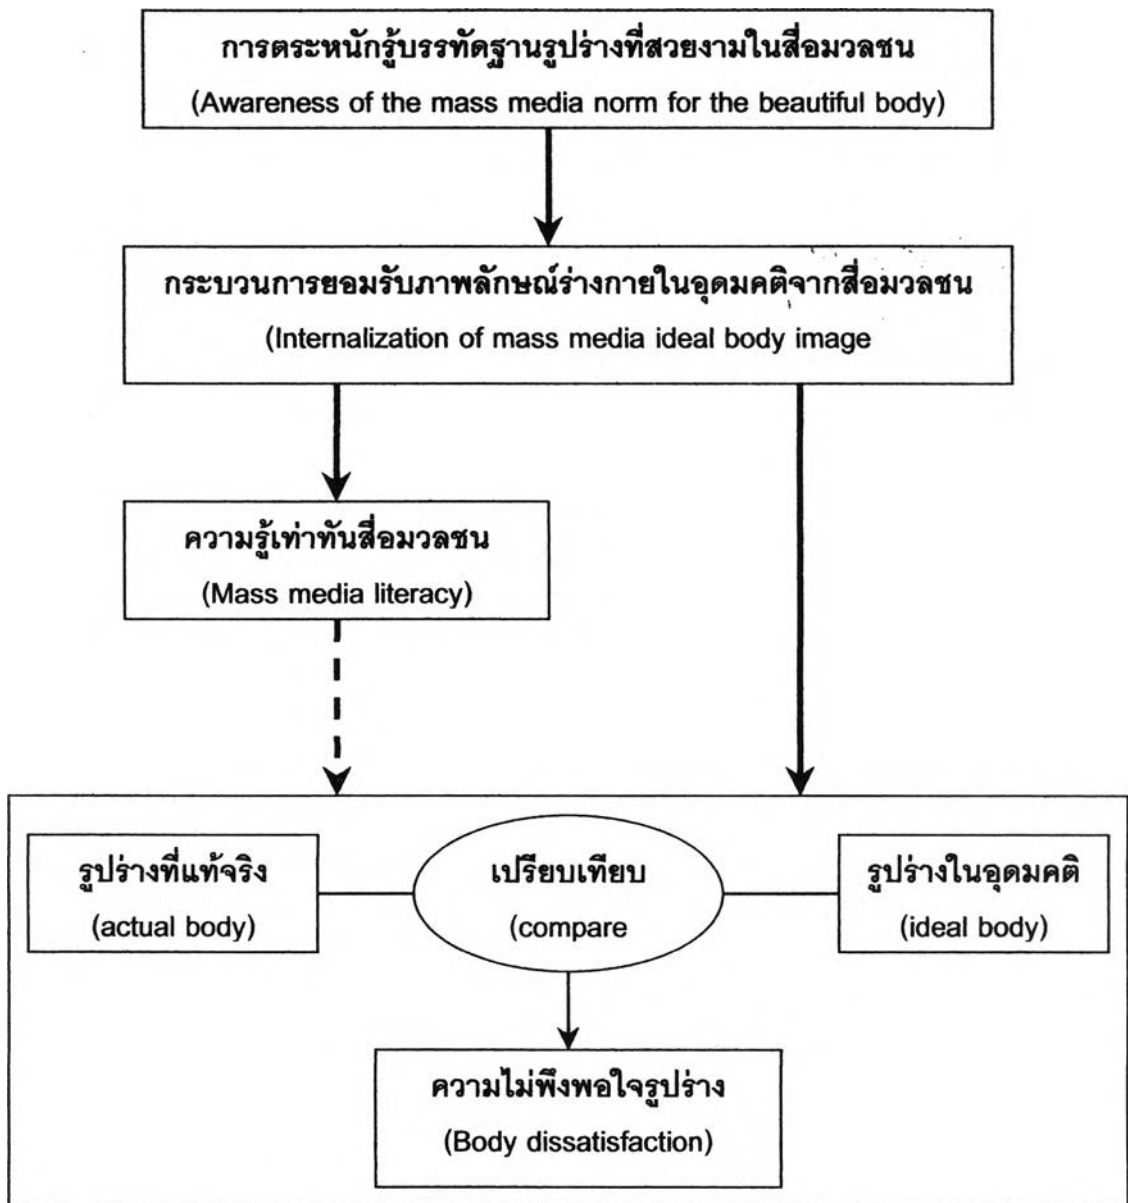 การตระหนักรู้บรรทัดฐานรูปร่างที่สวยงามในสื่อมวลชน
(Awareness of the mass media norm for the beautiful body)
กระบวนการยอมรับภาพลักษณ์ร่างกายในอุดมคติจากสื่อมวลชน
(Internalization of mass media ideal body image
ความรู้เท่าทันสื่อมวลชน
(Mass media literacy)
รูปร่างที่แท้จริง
(actual body)
เปรียบเทียบ
(compare
รูปร่างในอุดมคติ
(ideal body)
ความไม่พึงพอใจรูปร่าง
(Body dissatisfaction)